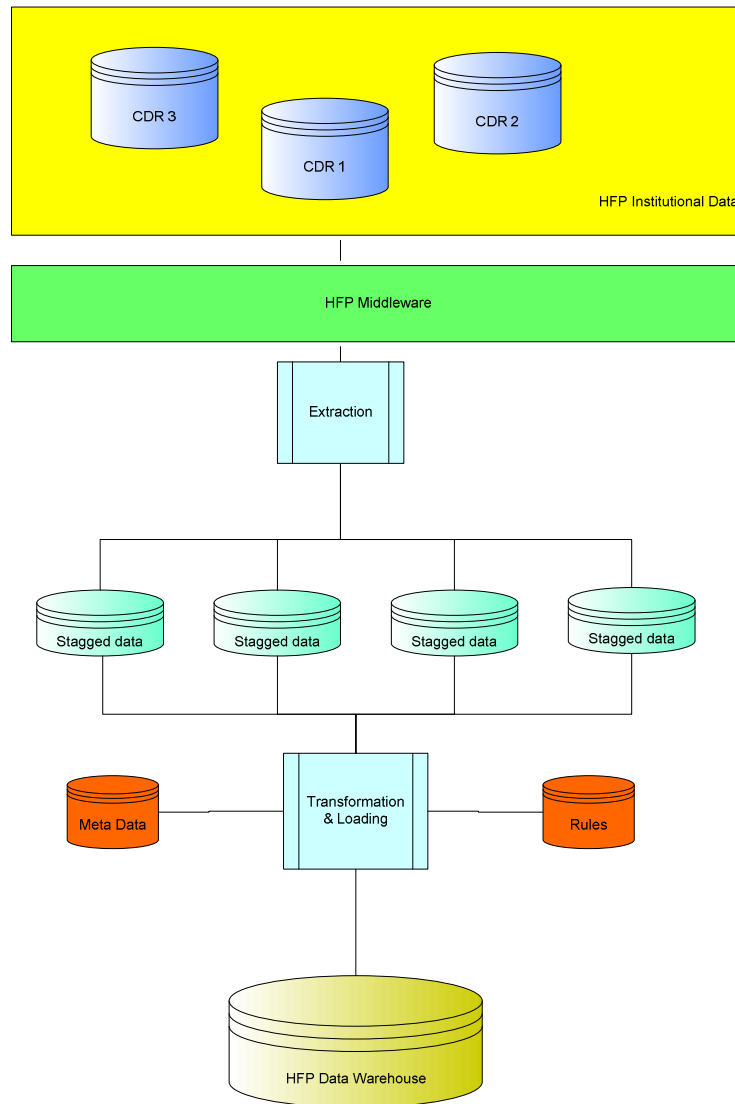 CDR 3
CDR 2
CDR 1
HFP Institutional Data
HFP Middleware
Extraction
Stagged data
Stagged data
Stagged data
Stagged data
Meta Data
Transformation
& Loading
Rules
HFP Data Warehouse